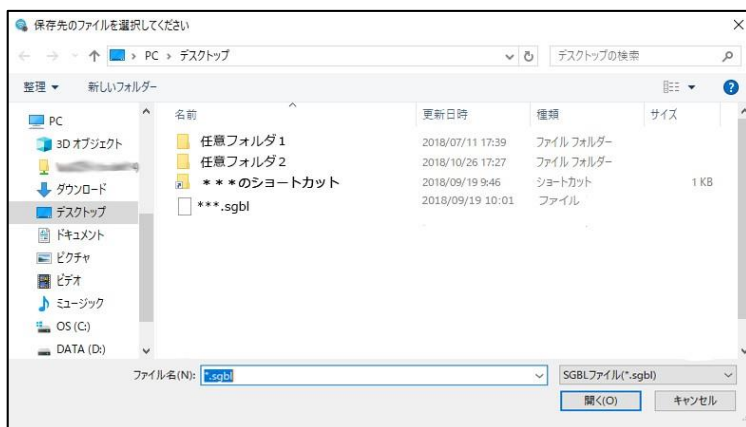 保存先のファイルを選択してください
PC › デスクトップ
デスクトップの検索
整理 新しいフォルダー
名前 更新日時 種類 サイズ
任意フォルダ1 2018/07/11 17:39 ファイル フォルダー
任意フォルダ2 2018/10/26 17:27 ファイル フォルダー
＊＊＊のショートカット 2018/09/19 9:46 ショートカット 1 KB
***.sgbl 2018/09/19 10:01 ファイル
PC
3D オブジェクト
ダウンロード
デスクトップ
ドキュメント
ピクチャ
ビデオ
ミュージック
OS (C:)
DATA (D:)
ファイル名(N): *.sgbl SGBLファイル(*.sgbl)
開く(O) キャンセル